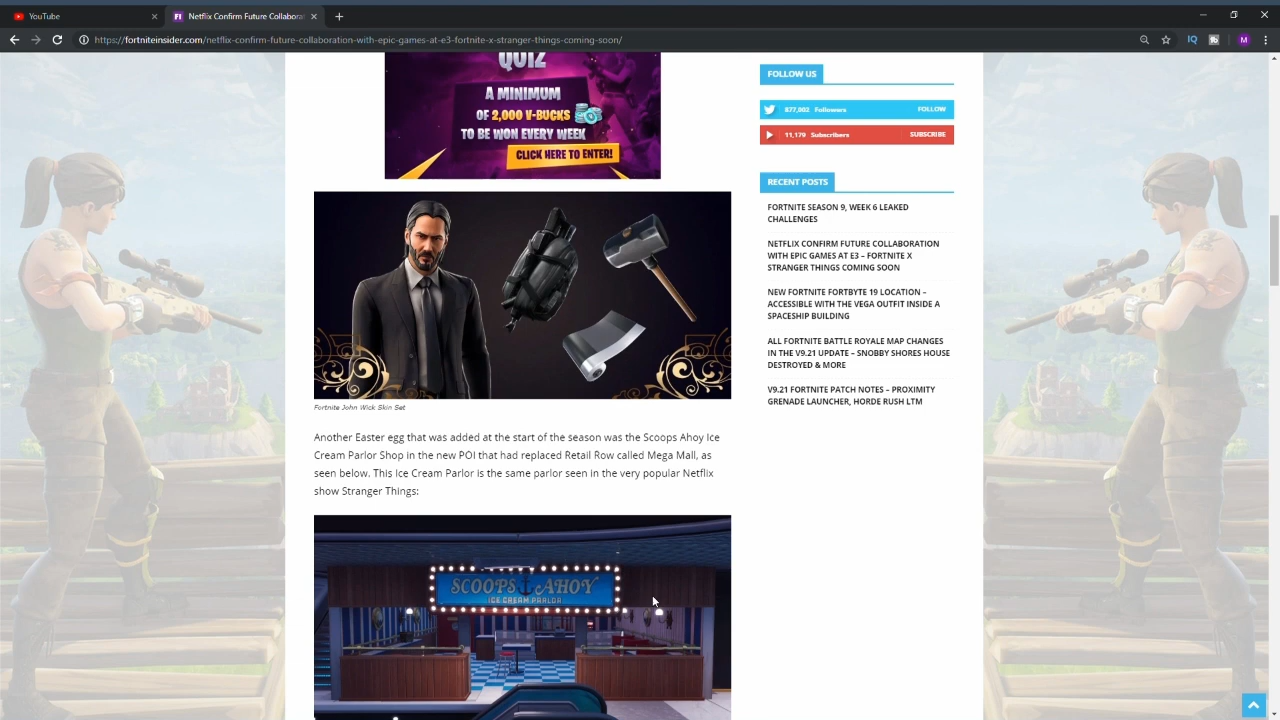 YouTube
Netflix Confirm Future Collabora
https://fortniteinsider.com/netflix-confirm-future-collaboration-with-epic-games-at-e3-fortnite-x-stranger-things-coming-soon/
IQ
M
QUIZ
A MINIMUM
OF 2,000 V-BUCKS
TO BE WON EVERY WEEK
CLICK HERE TO ENTER!
Fortnite John Wick Skin Set
Another Easter egg that was added at the start of the season was the Scoops Ahoy Ice
Cream Parlor Shop in the new POI that had replaced Retail Row called Mega Mall, as
seen below. This Ice Cream Parlor is the same parlor seen in the very popular Netflix
show Stranger Things:
SCOOPS AHOY
ICE CREAM PARLOR
FOLLOW US
877,002 Followers FOLLOW
11,179 Subscribers SUBSCRIBE
RECENT POSTS
FORTNITE SEASON 9, WEEK 6 LEAKED
CHALLENGES
NETFLIX CONFIRM FUTURE COLLABORATION
WITH EPIC GAMES AT E3 – FORTNITE X
STRANGER THINGS COMING SOON
NEW FORTNITE FORTBYTE 19 LOCATION –
ACCESSIBLE WITH THE VEGA OUTFIT INSIDE A
SPACESHIP BUILDING
ALL FORTNITE BATTLE ROYALE MAP CHANGES
IN THE V9.21 UPDATE – SNOBBY SHORES HOUSE
DESTROYED & MORE
V9.21 FORTNITE PATCH NOTES – PROXIMITY
GRENADE LAUNCHER, HORDE RUSH LTM